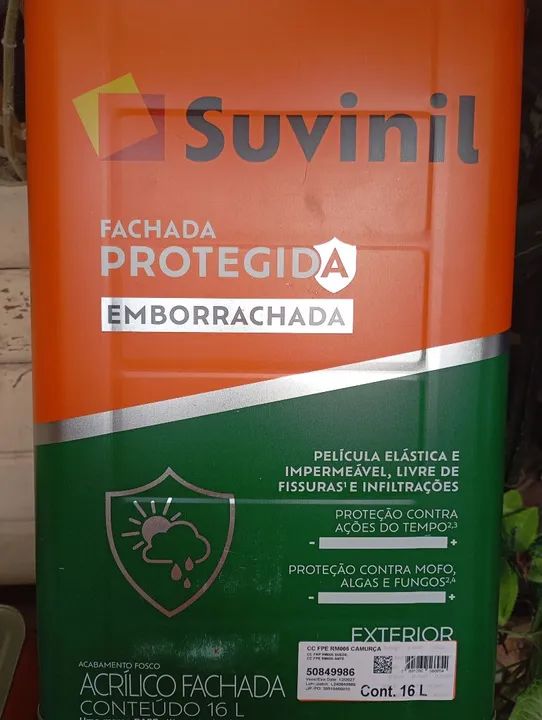 Suvinil
FACHADA
PROTEGIDA
EMBORRACHADA
PELÍCULA ELÁSTICA E
IMPERMEÁVEL, LIVRE DE
FISSURAS¹ E INFILTRAÇÕES
PROTEÇÃO CONTRA
AÇÕES DO TEMPO²,³
- +
PROTEÇÃO CONTRA MOFO,
ALGAS E FUNGOS²,⁴
- +
EXTERIOR
ACABAMENTO FOSCO
ACRÍLICO FACHADA
CONTEÚDO 16 L
CC FPE RM006 CAMURÇA
50849986
Cont. 16 L